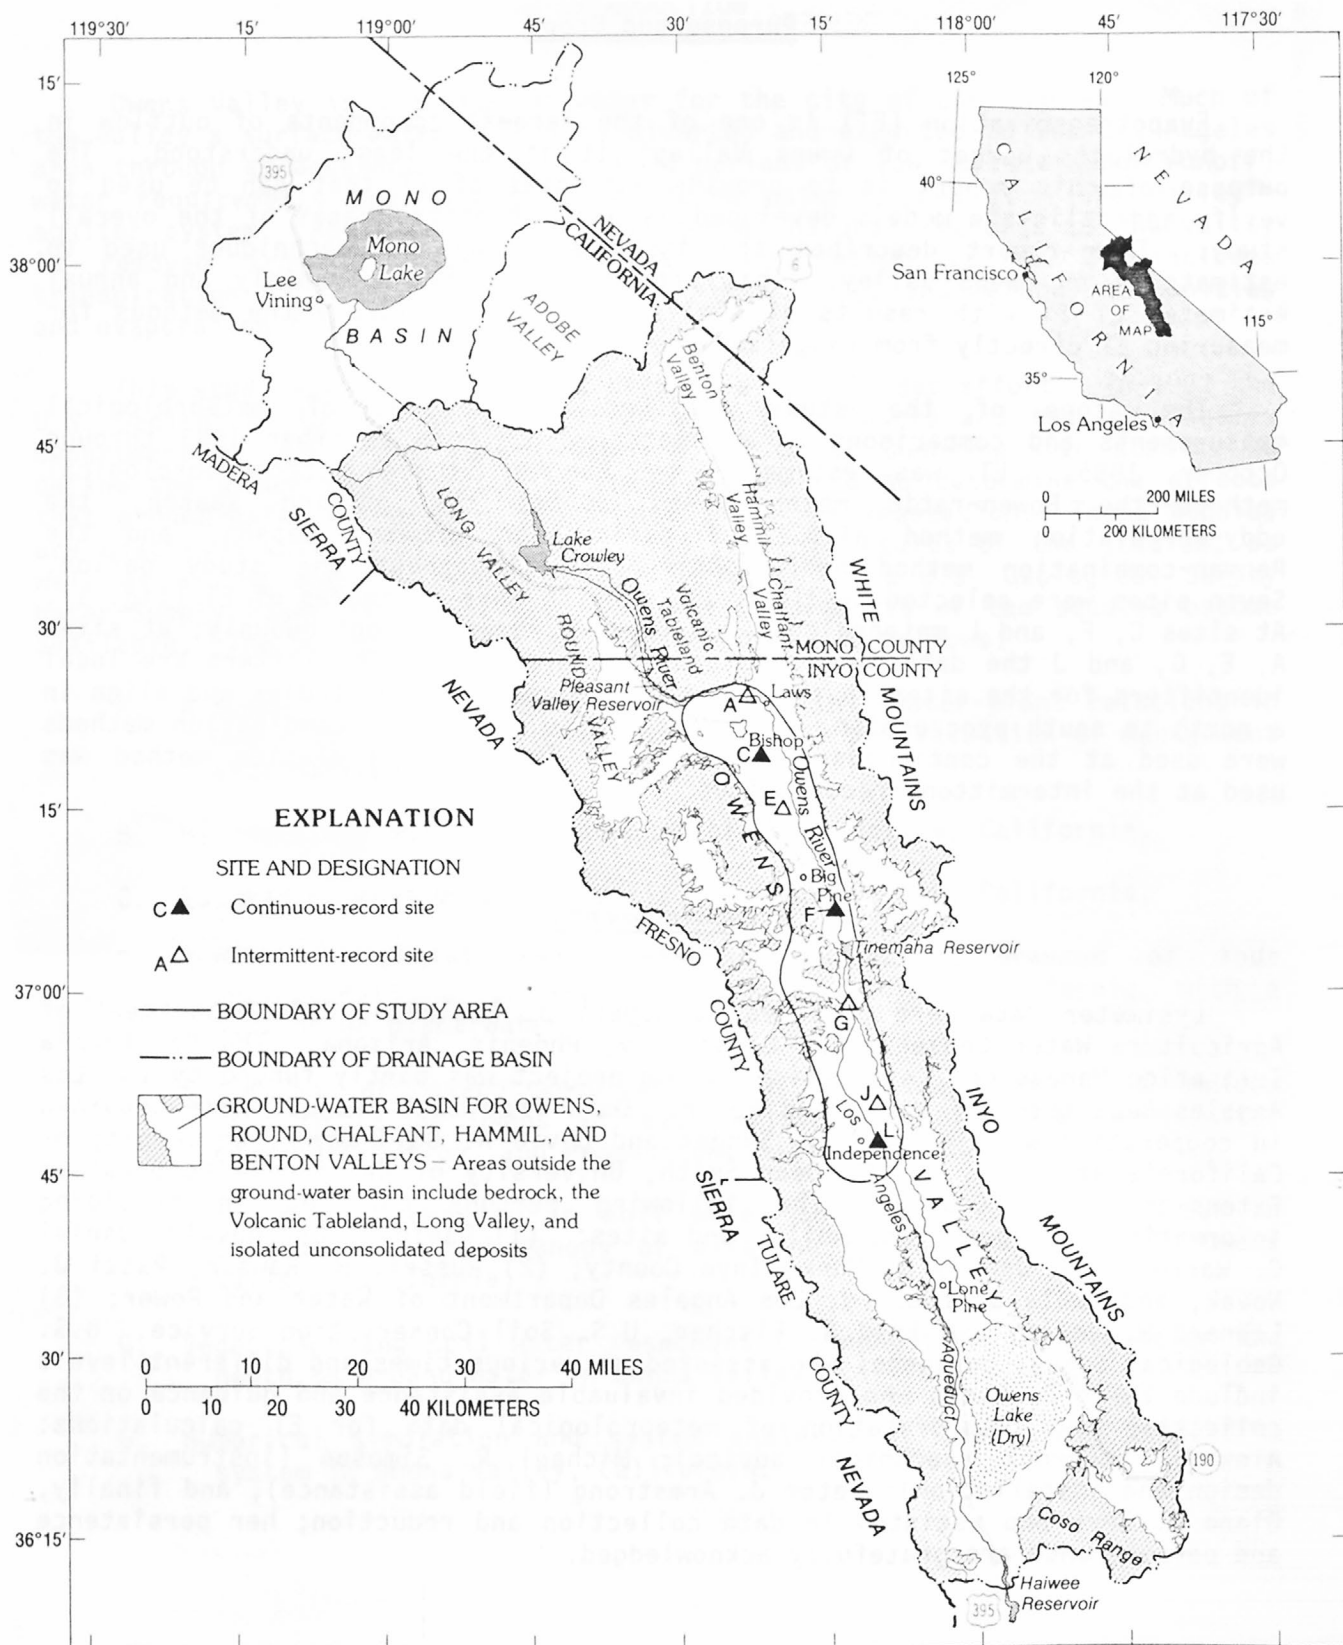 119°30′ 15′ 119°00′ 45′ 30′ 15′ 118°00′ 45′ 117°30′
15′
38°00′
45′
30′
15′
37°00′
45′
30′
36°15′
395
MONO
Mono
Lake
Lee
Vining
BASIN
ADOBE
VALLEY
NEVADA
CALIFORNIA
6
Benton
Valley
Hammil
Valley
Chalfant
Valley
MADERA
COUNTY
SIERRA
LONG
VALLEY
Lake
Crowley
Owens River
Volcanic
Tableland
WHITE
MOUNTAINS
ROUND
VALLEY
MONO COUNTY
INYO COUNTY
NEVADA
Pleasant
Valley Reservoir
A
Laws
Bishop
C
E
Owens River
OWENS
Big
Pine
F
Tinemaha Reservoir
FRESNO
COUNTY
G
J
L
Los
Independence
Angeles
Aqueduct
VALLEY
INYO
MOUNTAINS
SIERRA
TULARE
COUNTY
NEVADA
Lone
Pine
Owens
Lake
(Dry)
190
Coso Range
Haiwee
Reservoir
395
125° 120°
40°
35°
115°
CALIFORNIA
NEVADA
San Francisco
AREA
OF
MAP
Los Angeles
0 200 MILES
0 200 KILOMETERS
EXPLANATION
SITE AND DESIGNATION
C Continuous-record site
A Intermittent-record site
BOUNDARY OF STUDY AREA
BOUNDARY OF DRAINAGE BASIN
GROUND-WATER BASIN FOR OWENS,
ROUND, CHALFANT, HAMMIL, AND
BENTON VALLEYS – Areas outside the
ground-water basin include bedrock, the
Volcanic Tableland, Long Valley, and
isolated unconsolidated deposits
0 10 20 30 40 MILES
0 10 20 30 40 KILOMETERS